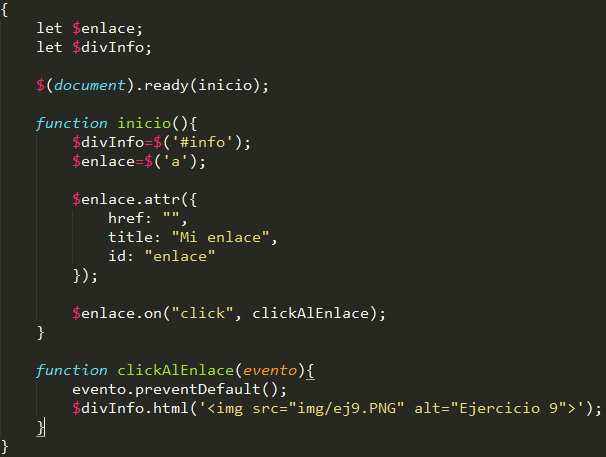 {
let $enlace;
let $divInfo;
$(document).ready(inicio);
function inicio(){
$divInfo=$('#info');
$enlace=$('a');
$enlace.attr({
href: "",
title: "Mi enlace",
id: "enlace"
});
$enlace.on("click", clickAlEnlace);
}
function clickAlEnlace(evento){
evento.preventDefault();
$divInfo.html('<img src="img/ej9.PNG" alt="Ejercicio 9">');
}
}